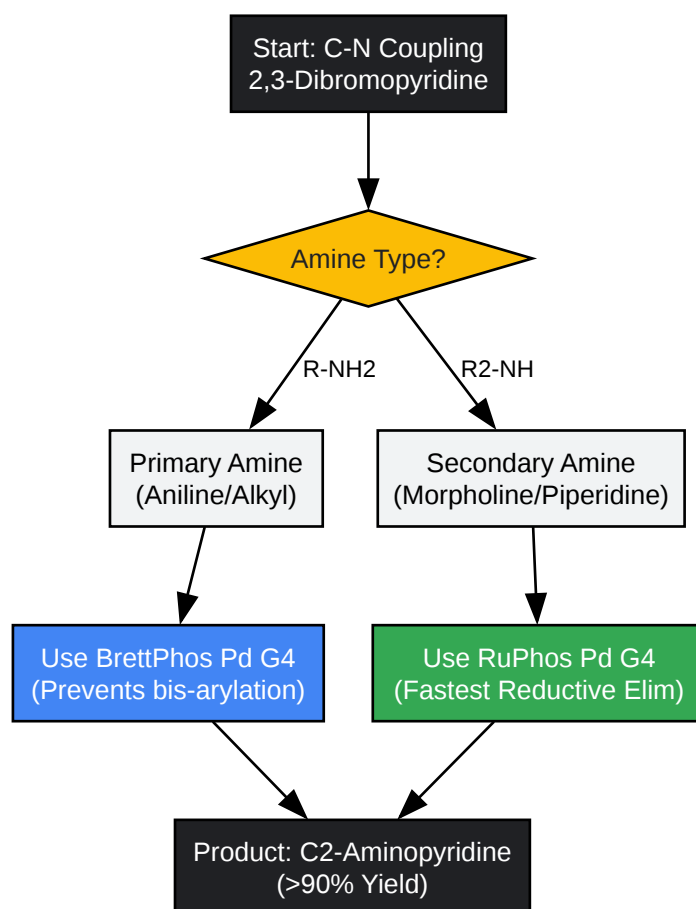 Start: C-N Coupling
2,3-Dibromopyridine
Amine Type?
R-NH2
R2-NH
Primary Amine
(Aniline/Alkyl)
Secondary Amine
(Morpholine/Piperidine)
Use BrettPhos Pd G4
(Prevents bis-arylation)
Use RuPhos Pd G4
(Fastest Reductive Elim)
Product: C2-Aminopyridine
(>90% Yield)